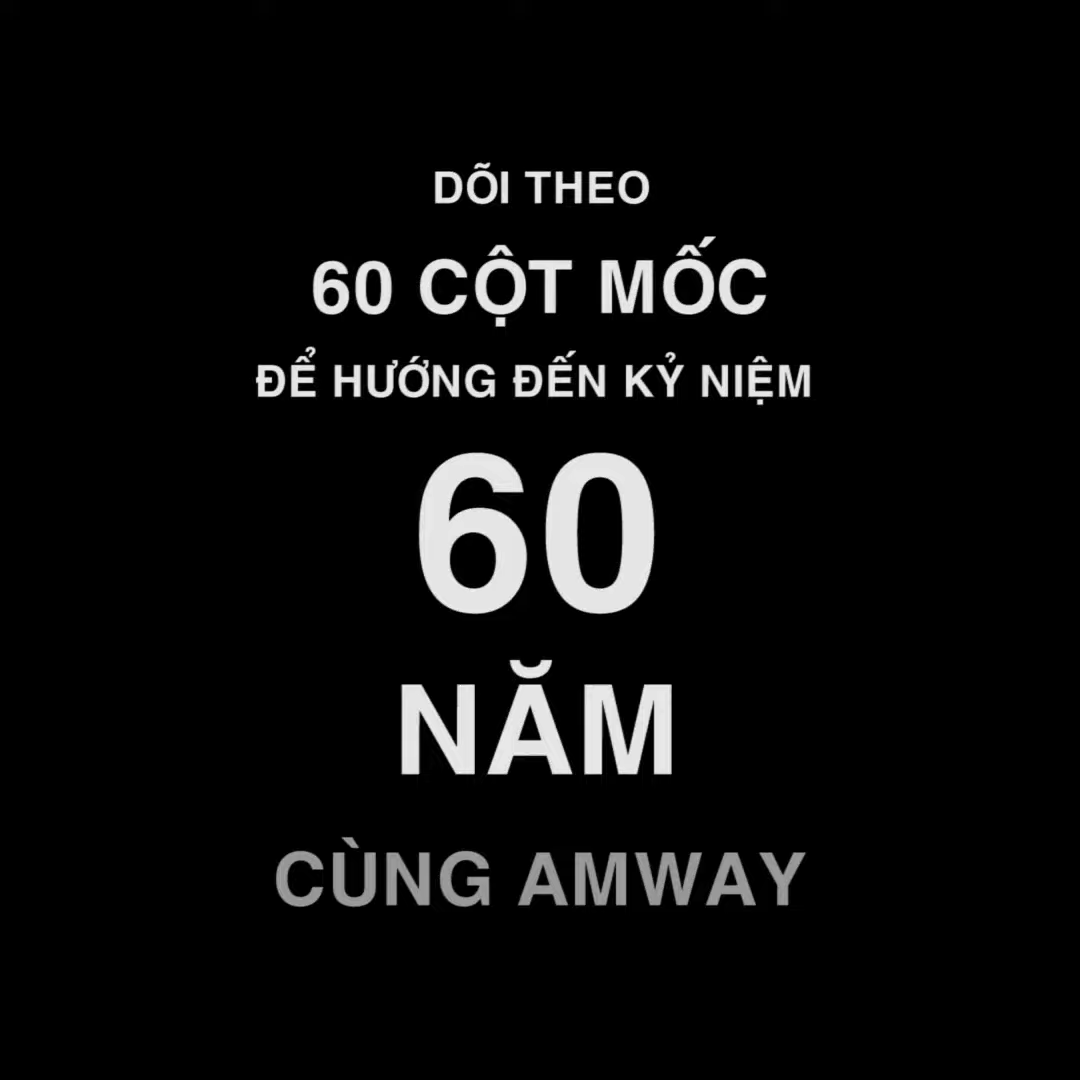 DÕI THEO
60 CỘT MỐC
ĐỂ HƯỚNG ĐẾN KỶ NIỆM
60
NĂM
CÙNG AMWAY